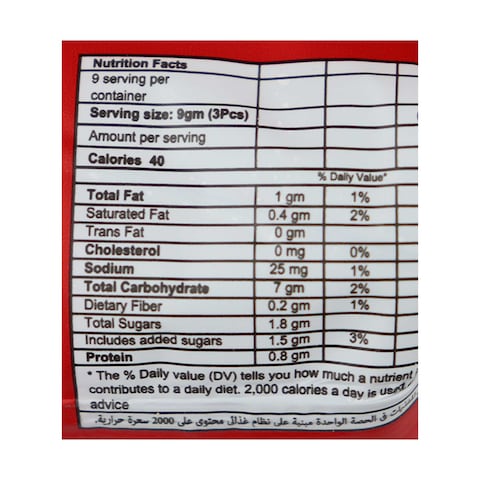 Nutrition Facts
9 serving per
container
Serving size: 9gm (3Pcs)
Amount per serving
Calories 40
% Daily Value*
Total Fat 1 gm 1%
Saturated Fat 0.4 gm 2%
Trans Fat 0 gm
Cholesterol 0 mg 0%
Sodium 25 mg 1%
Total Carbohydrate 7 gm 2%
Dietary Fiber 0.2 gm 1%
Total Sugars 1.8 gm
Includes added sugars 1.5 gm 3%
Protein 0.8 gm
* The % Daily value (DV) tells you how much a nutrient
contributes to a daily diet. 2,000 calories a day is used
advice
في الحصة الواحدة مبنية على نظام غذائي محتوى على 2000 سعرة حرارية.